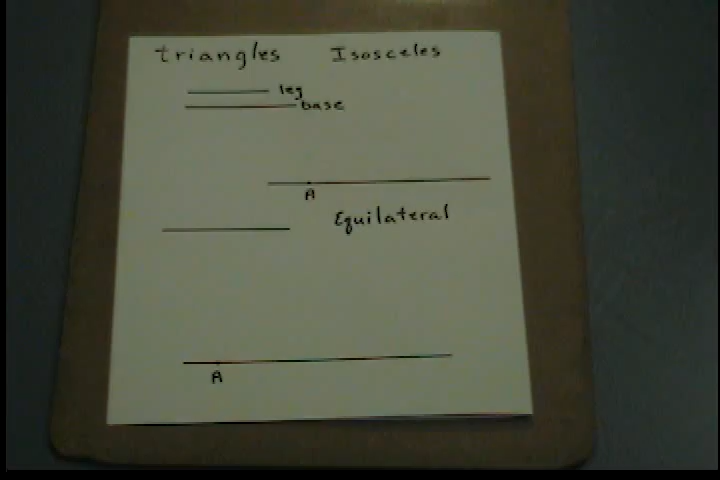 triangles Isosceles
leg
base
A
Equilateral
A